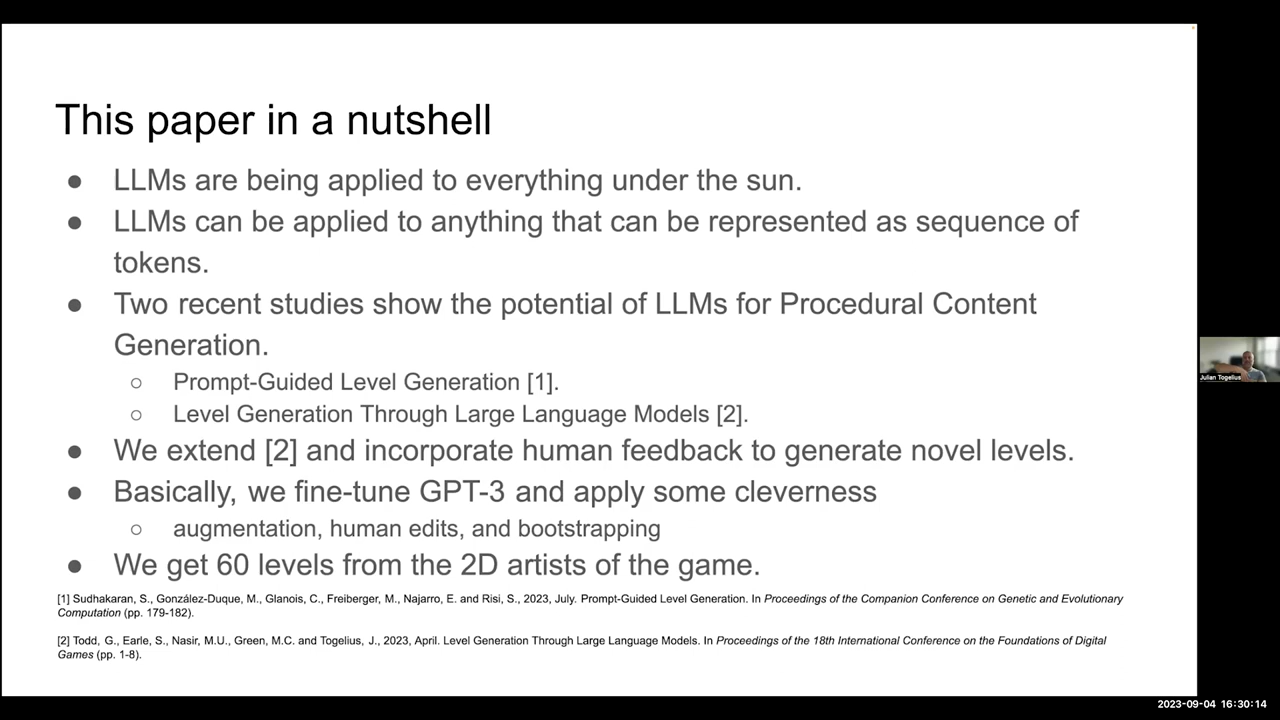 This paper in a nutshell
● LLMs are being applied to everything under the sun.
● LLMs can be applied to anything that can be represented as sequence of
tokens.
● Two recent studies show the potential of LLMs for Procedural Content
Generation.
○ Prompt-Guided Level Generation [1].
○ Level Generation Through Large Language Models [2].
● We extend [2] and incorporate human feedback to generate novel levels.
● Basically, we fine-tune GPT-3 and apply some cleverness
○ augmentation, human edits, and bootstrapping
● We get 60 levels from the 2D artists of the game.
[1] Sudhakaran, S., González-Duque, M., Glanois, C., Freiberger, M., Najarro, E. and Risi, S., 2023, July. Prompt-Guided Level Generation. In Proceedings of the Companion Conference on Genetic and Evolutionary
Computation (pp. 179-182).
[2] Todd, G., Earle, S., Nasir, M.U., Green, M.C. and Togelius, J., 2023, April. Level Generation Through Large Language Models. In Proceedings of the 18th International Conference on the Foundations of Digital
Games (pp. 1-8).
Julian Togelius
2023-09-04 16:30:14